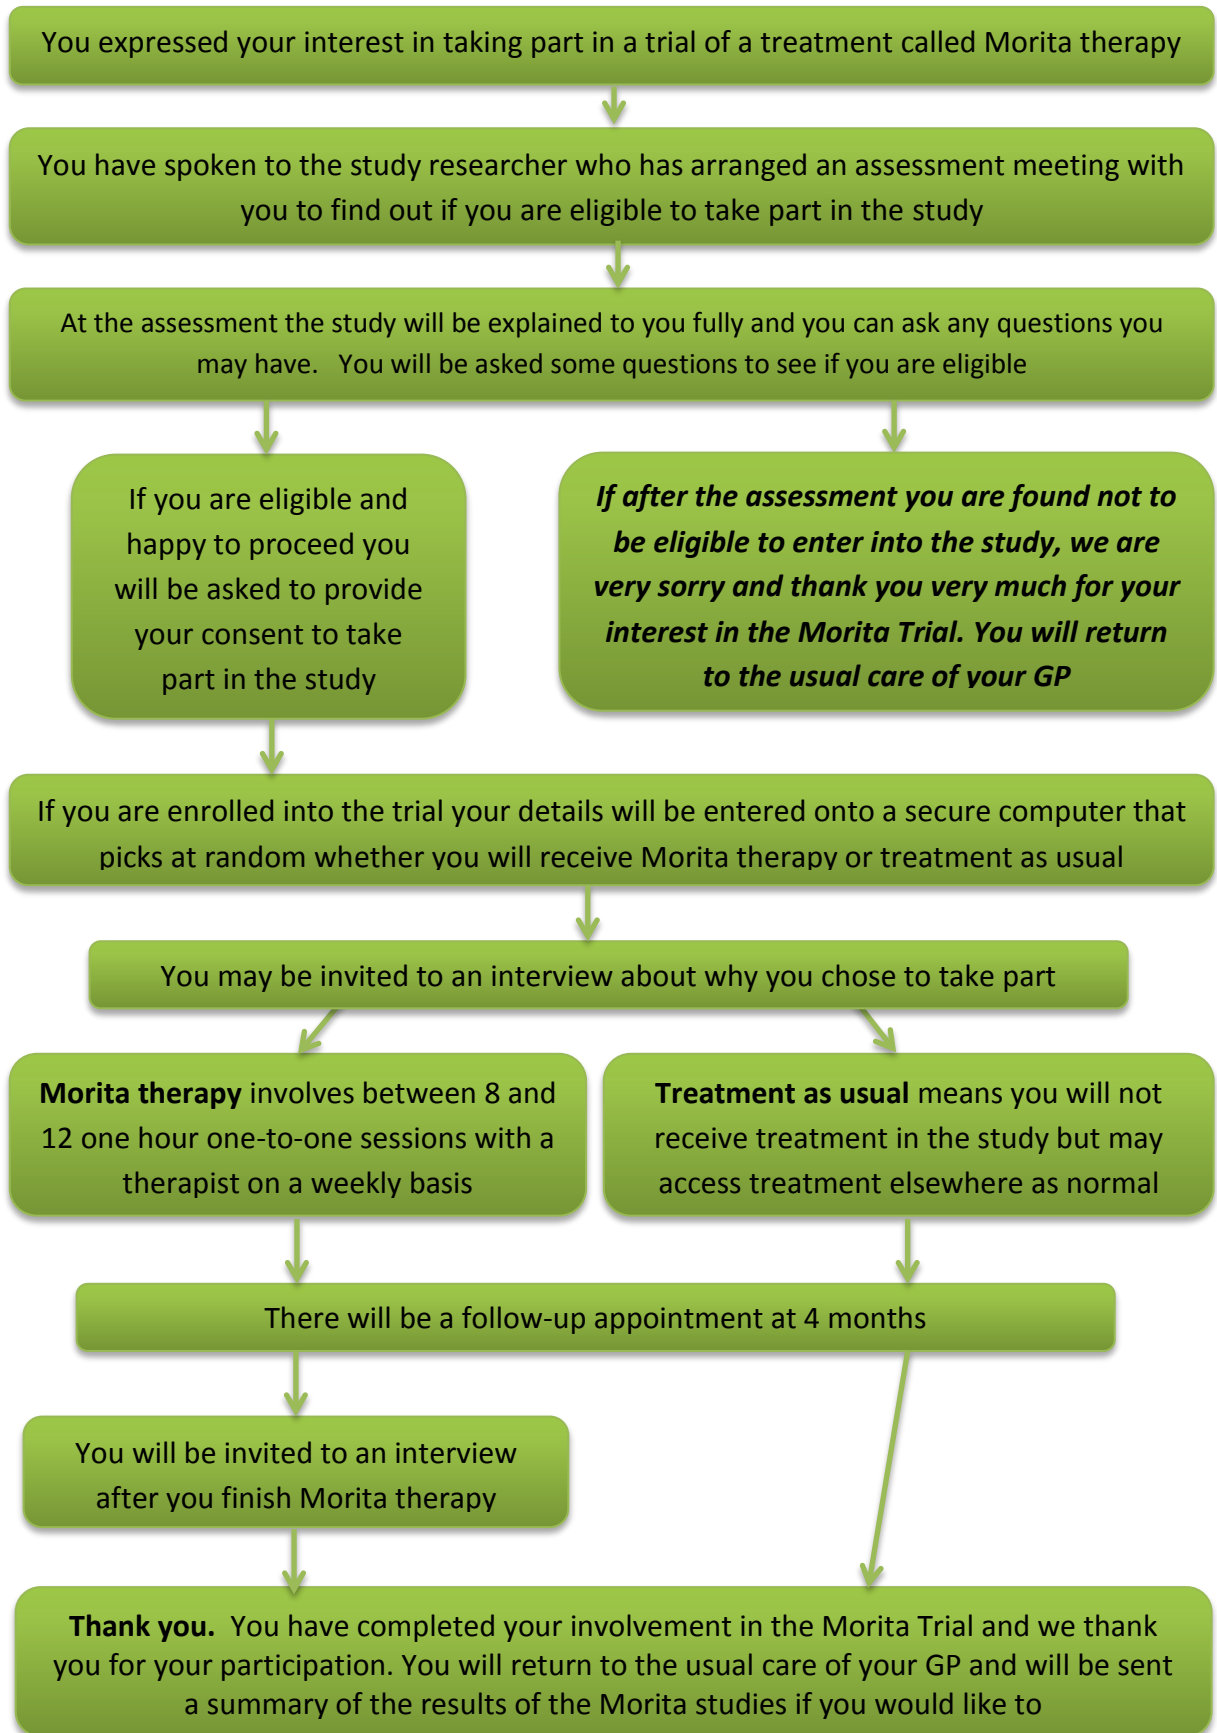 You expressed your interest in taking part in a trial of a treatment called Morita therapy
You have spoken to the study researcher who has arranged an assessment meeting with
you to find out if you are eligible to take part in the study
At the assessment the study will be explained to you fully and you can ask any questions you
may have.   You will be asked some questions to see if you are eligible
If you are eligible and
happy to proceed you
will be asked to provide
your consent to take
part in the study
If after the assessment you are found not to
be eligible to enter into the study, we are
very sorry and thank you very much for your
interest in the Morita Trial. You will return
to the usual care of your GP
If you are enrolled into the trial your details will be entered onto a secure computer that
picks at random whether you will receive Morita therapy or treatment as usual
You may be invited to an interview about why you chose to take part
Morita therapy involves between 8 and
12 one hour one-to-one sessions with a
therapist on a weekly basis
Treatment as usual means you will not
receive treatment in the study but may
access treatment elsewhere as normal
There will be a follow-up appointment at 4 months
You will be invited to an interview
after you finish Morita therapy
Thank you.  You have completed your involvement in the Morita Trial and we thank
you for your participation. You will return to the usual care of your GP and will be sent
a summary of the results of the Morita studies if you would like to